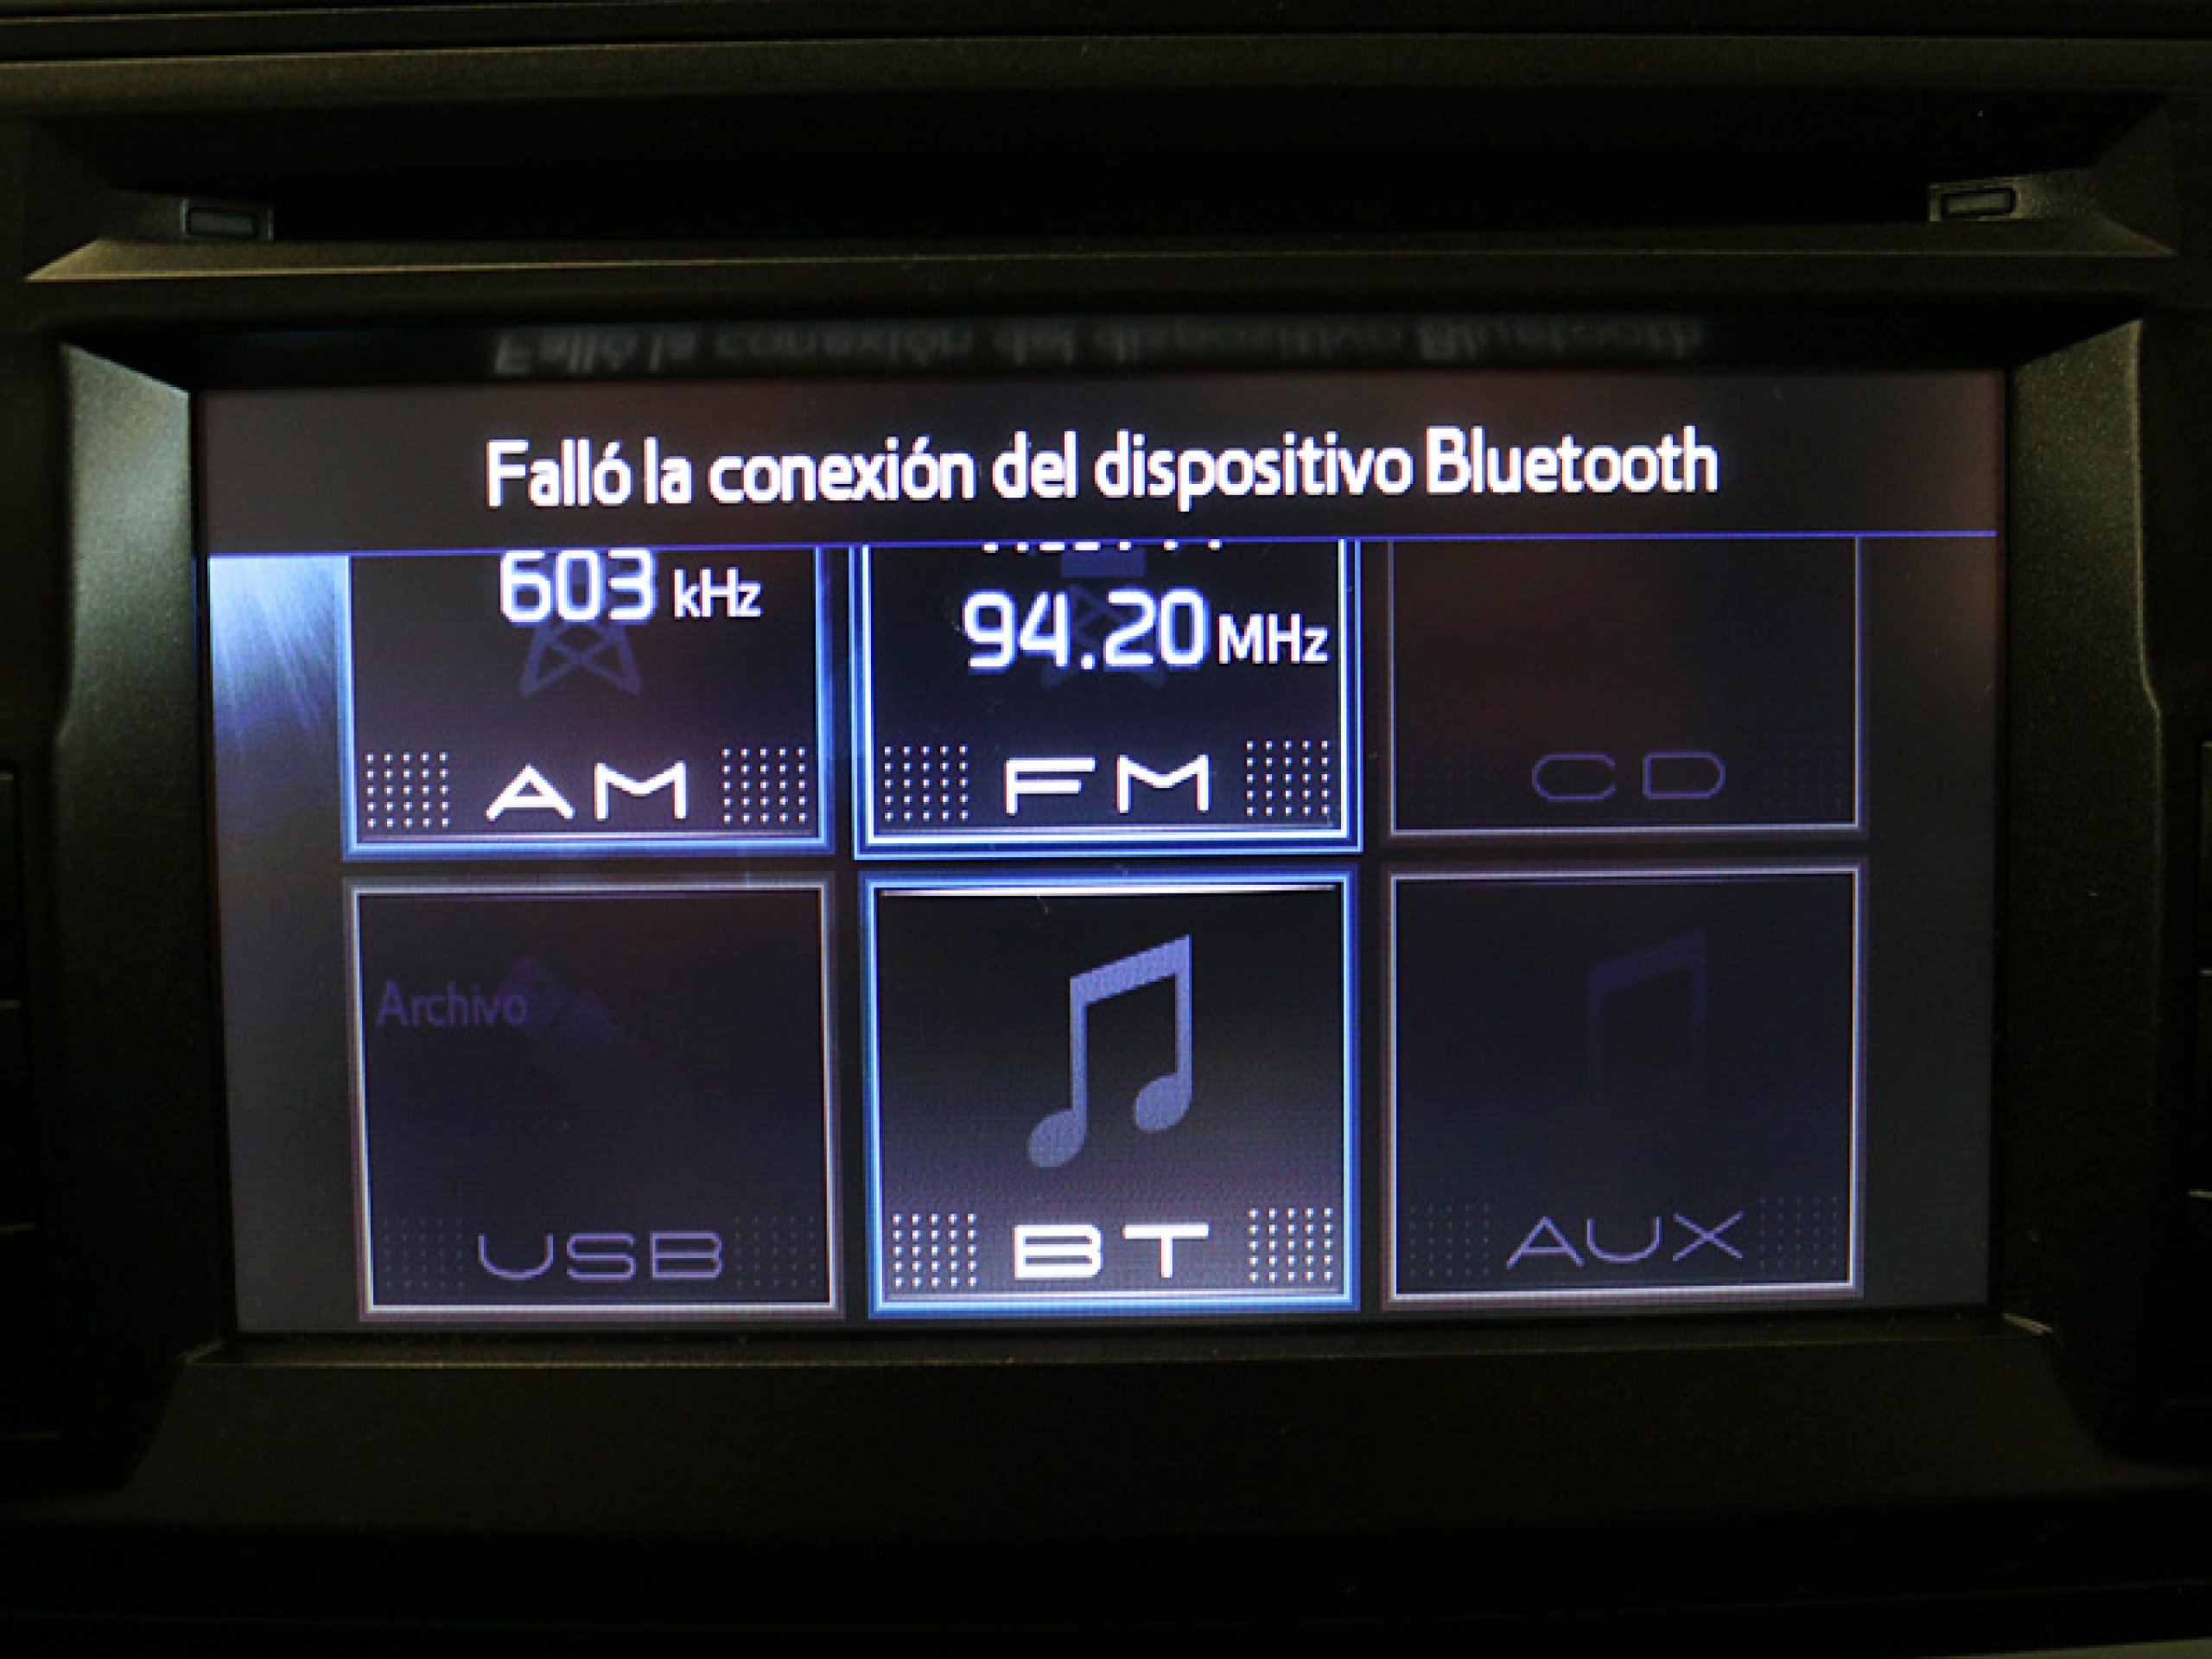 Falló la conexión del dispositivo Bluetooth
603 kHz
94.20 MHz
AM
FM
CD
Archivo
USB
BT
AUX